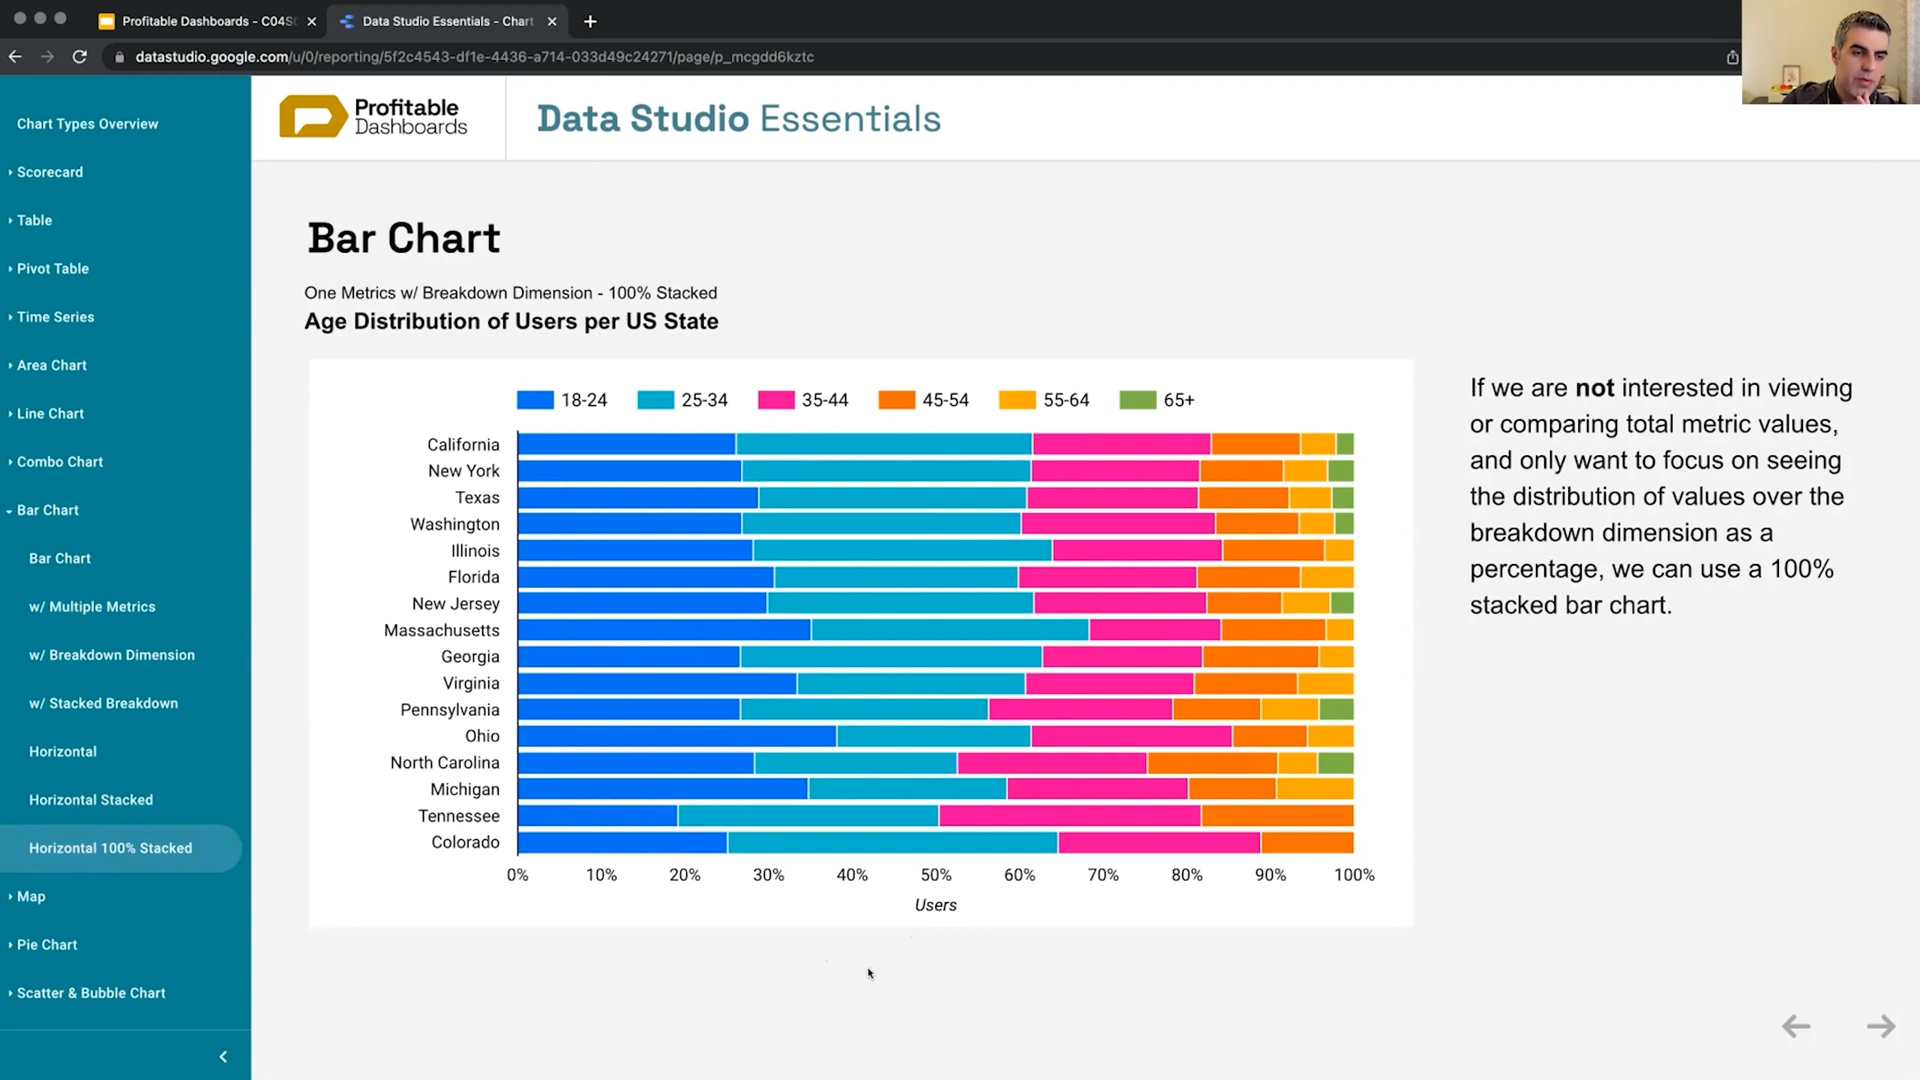 Profitable Dashboards - C04S
Data Studio Essentials - Chart
datastudio.google.com/u/0/reporting/5f2c4543-df1e-4436-a714-033d49c24271/page/p_mcgdd6kztc
Chart Types Overview
Scorecard
Table
Pivot Table
Time Series
Area Chart
Line Chart
Combo Chart
Bar Chart
Bar Chart
w/ Multiple Metrics
w/ Breakdown Dimension
w/ Stacked Breakdown
Horizontal
Horizontal Stacked
Horizontal 100% Stacked
Map
Pie Chart
Scatter & Bubble Chart
Profitable
Dashboards
Data Studio Essentials
Bar Chart
One Metrics w/ Breakdown Dimension - 100% Stacked
Age Distribution of Users per US State
18-24 25-34 35-44 45-54 55-64 65+
California
New York
Texas
Washington
Illinois
Florida
New Jersey
Massachusetts
Georgia
Virginia
Pennsylvania
Ohio
North Carolina
Michigan
Tennessee
Colorado
0% 10% 20% 30% 40% 50% 60% 70% 80% 90% 100%
Users
If we are not interested in viewing
or comparing total metric values,
and only want to focus on seeing
the distribution of values over the
breakdown dimension as a
percentage, we can use a 100%
stacked bar chart.